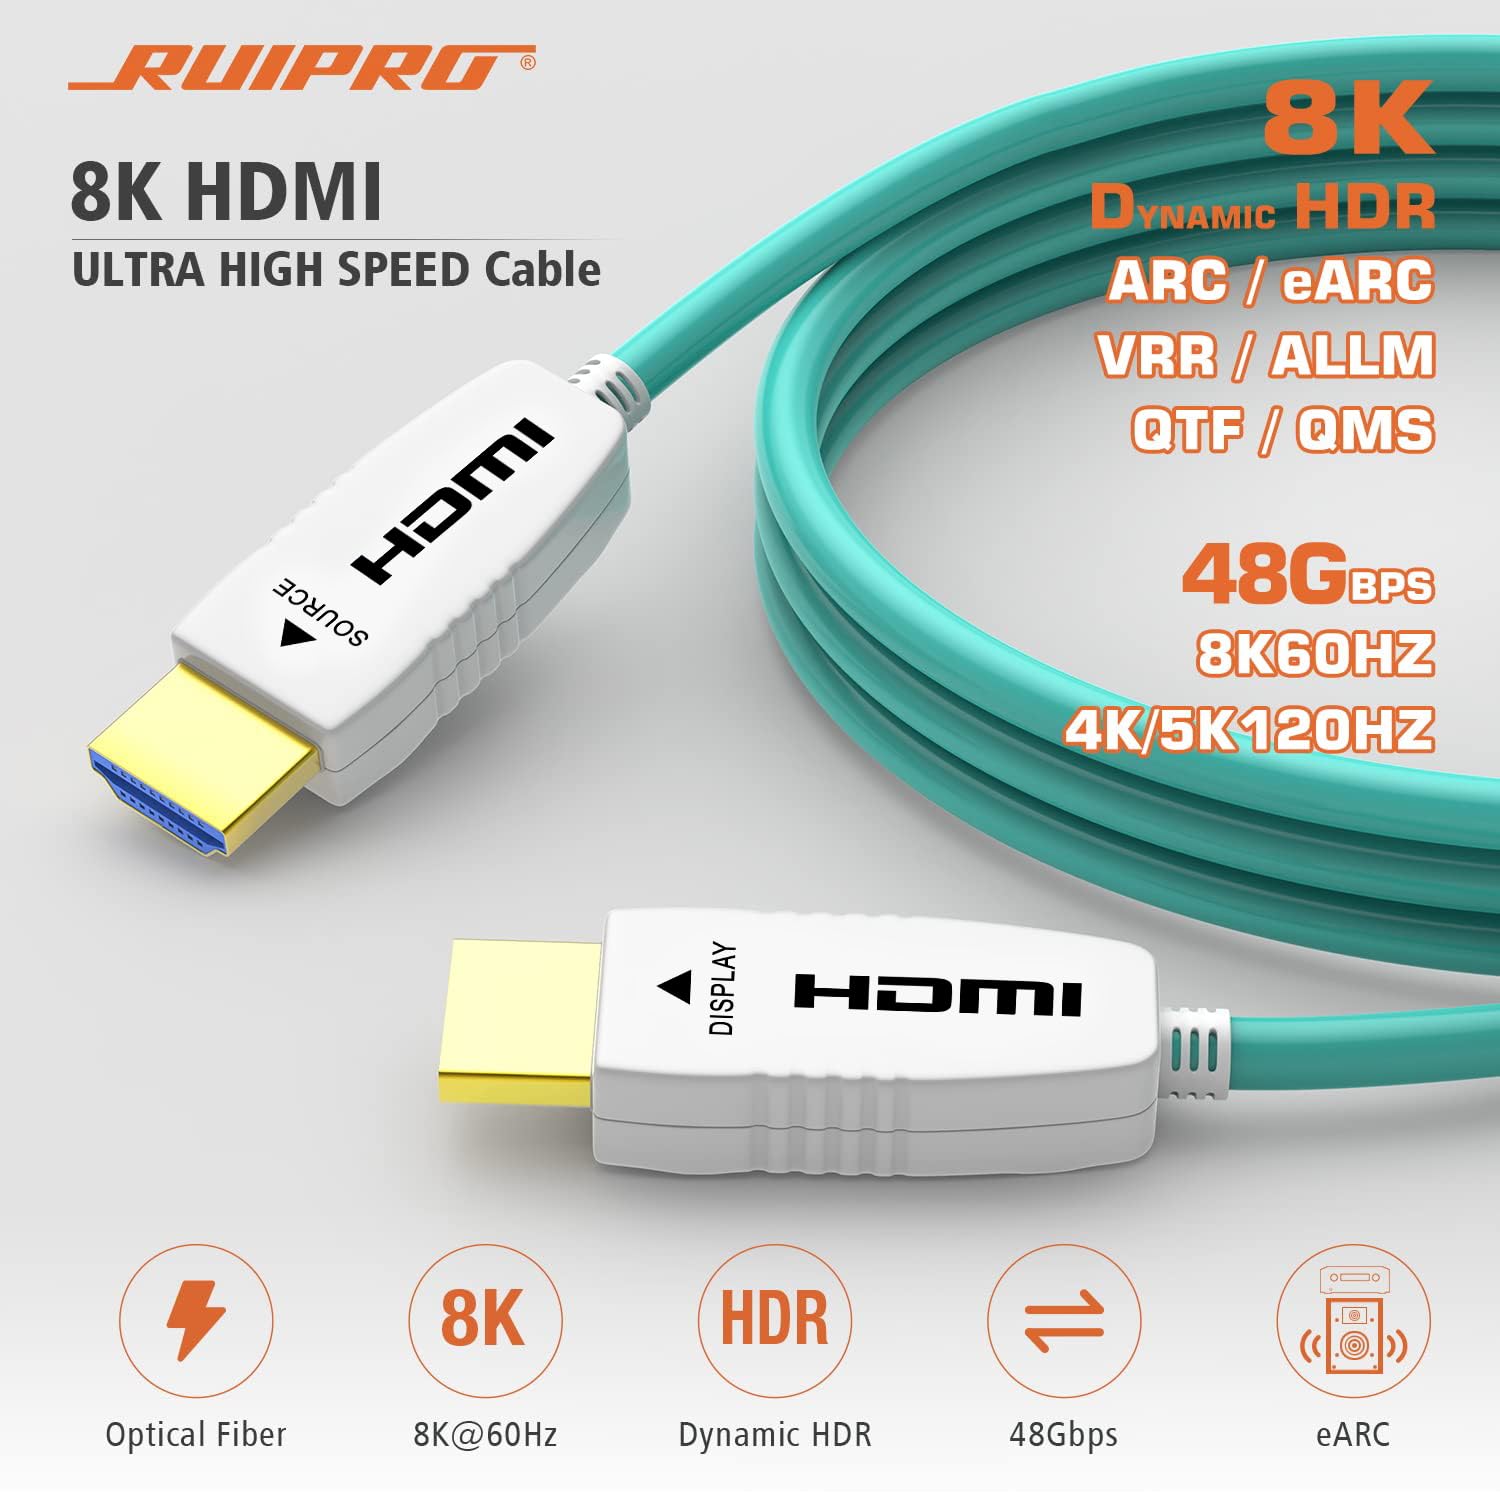 RUIPRO®
8K HDMI
ULTRA HIGH SPEED Cable
8K
DYNAMIC HDR
ARC / eARC
VRR / ALLM
QTF / QMS
48GBPS
8K60HZ
4K/5K120HZ
HDMI
SOURCE
DISPLAY
HDMI
8K
HDR
Optical Fiber
8K@60Hz
Dynamic HDR
48Gbps
eARC